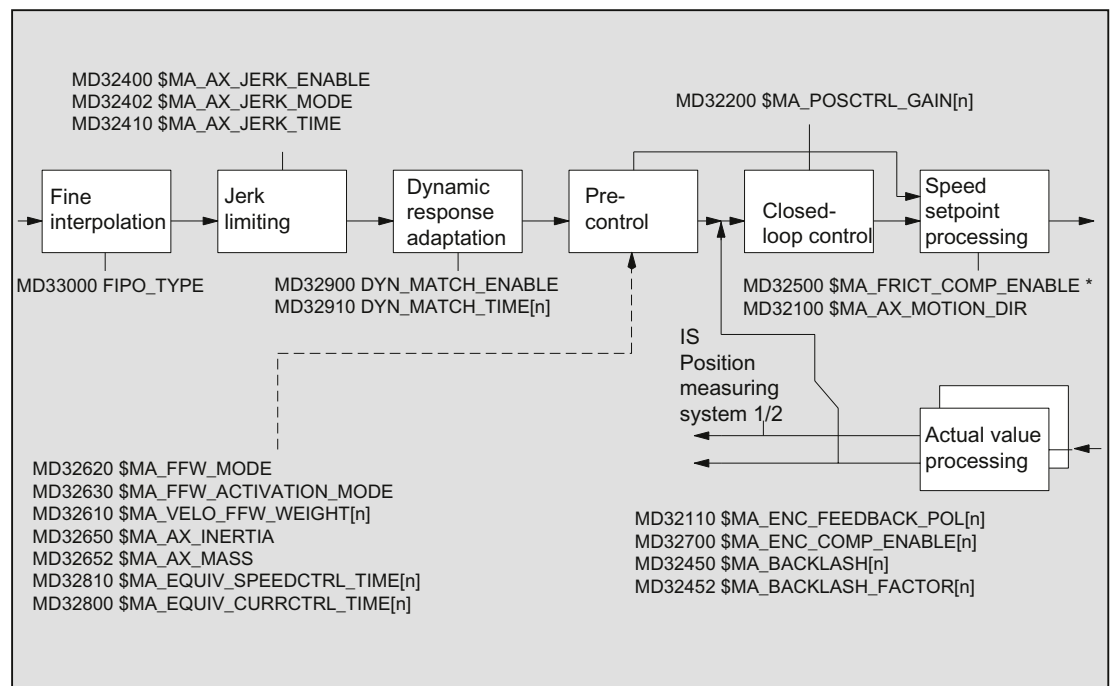 MD32400 $MA_AX_JERK_ENABLE
MD32402 $MA_AX_JERK_MODE
MD32410 $MA_AX_JERK_TIME
MD32200 $MA_POSCTRL_GAIN[n]
Fine
interpolation
Jerk
limiting
Dynamic
response
adaptation
Pre-
control
Closed-
loop control
Speed
setpoint
processing
MD33000 FIPO_TYPE
MD32900 DYN_MATCH_ENABLE
MD32910 DYN_MATCH_TIME[n]
MD32500 $MA_FRICT_COMP_ENABLE *
MD32100 $MA_AX_MOTION_DIR
IS
Position
measuring
system 1/2
Actual value
processing
MD32620 $MA_FFW_MODE
MD32630 $MA_FFW_ACTIVATION_MODE
MD32610 $MA_VELO_FFW_WEIGHT[n]
MD32650 $MA_AX_INERTIA
MD32652 $MA_AX_MASS
MD32810 $MA_EQUIV_SPEEDCTRL_TIME[n]
MD32800 $MA_EQUIV_CURRCTRL_TIME[n]
MD32110 $MA_ENC_FEEDBACK_POL[n]
MD32700 $MA_ENC_COMP_ENABLE[n]
MD32450 $MA_BACKLASH[n]
MD32452 $MA_BACKLASH_FACTOR[n]